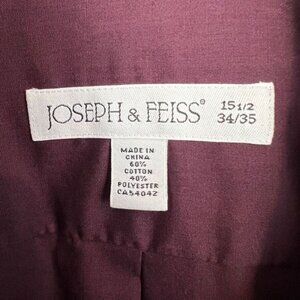 JOSEPH & FEISS® 15 1/2
34/35
MADE IN
CHINA
60%
COTTON
40%
POLYESTER
CA54042